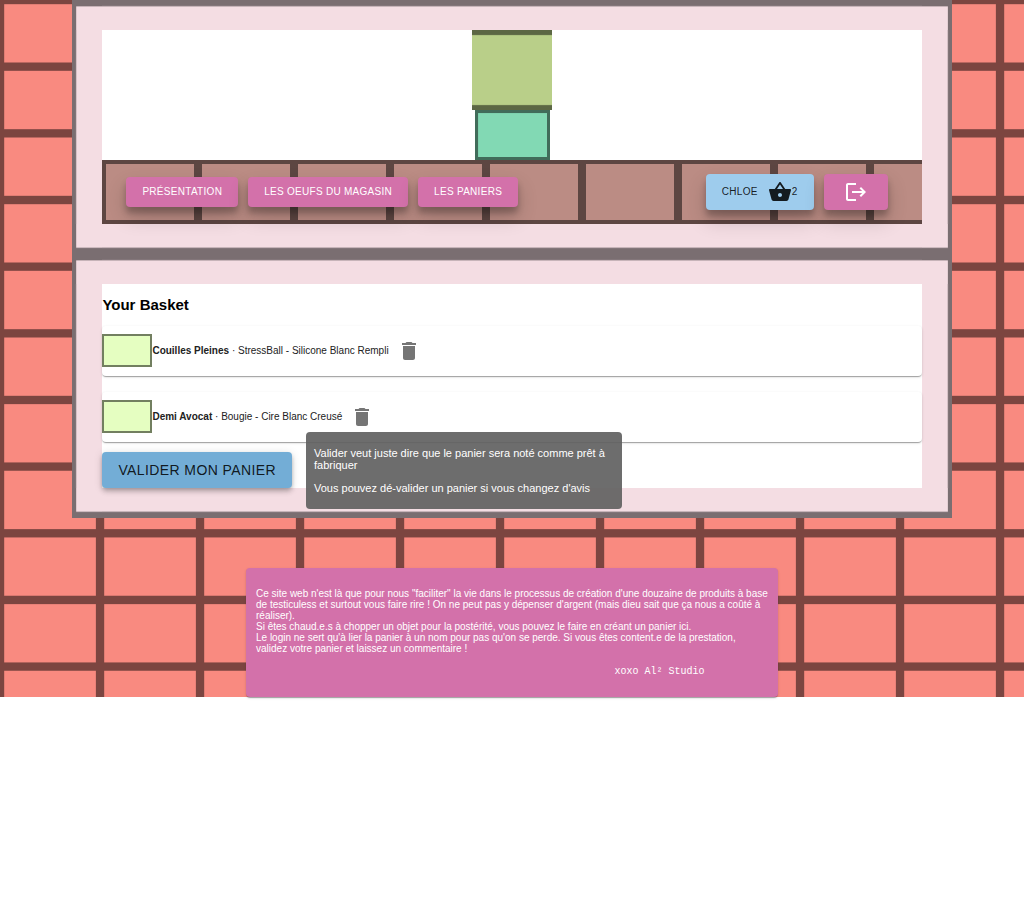 PRÉSENTATION LES OEUFS DU MAGASIN LES PANIERS CHLOE 2
Your Basket
Couilles Pleines · StressBall - Silicone Blanc Rempli
Demi Avocat · Bougie - Cire Blanc Creusé
VALIDER MON PANIER
Valider veut juste dire que le panier sera noté comme prêt à
fabriquer
Vous pouvez dé-valider un panier si vous changez d'avis
Ce site web n'est là que pour nous "faciliter" la vie dans le processus de création d'une douzaine de produits à base
de testiculess et surtout vous faire rire ! On ne peut pas y dépenser d'argent (mais dieu sait que ça nous a coûté à
réaliser).
Si êtes chaud.e.s à chopper un objet pour la postérité, vous pouvez le faire en créant un panier ici.
Le login ne sert qu'à lier la panier à un nom pour pas qu'on se perde. Si vous êtes content.e de la prestation,
validez votre panier et laissez un commentaire !
xoxo Al² Studio